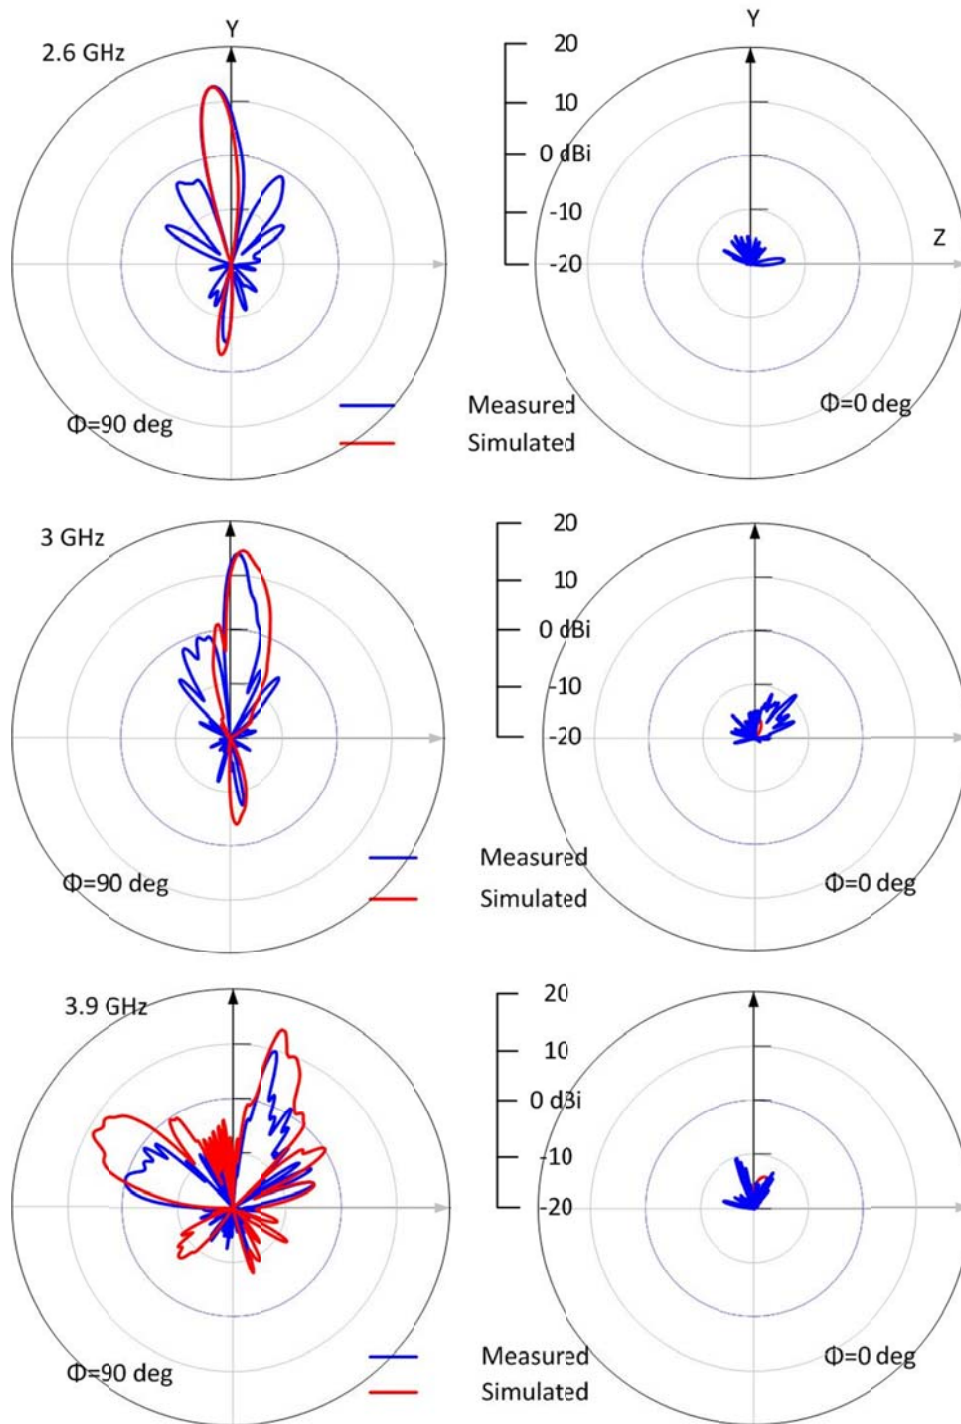 Y
Y
2.6 GHz
20
10
0 dBi
-10
-20
Z
Φ=90 deg
Measured
Simulated
Φ=0 deg
3 GHz
20
10
0 dBi
-10
-20
Φ=90 deg
Measured
Simulated
Φ=0 deg
3.9 GHz
20
10
0 dBi
-10
-20
Φ=90 deg
Measured
Simulated
Φ=0 deg